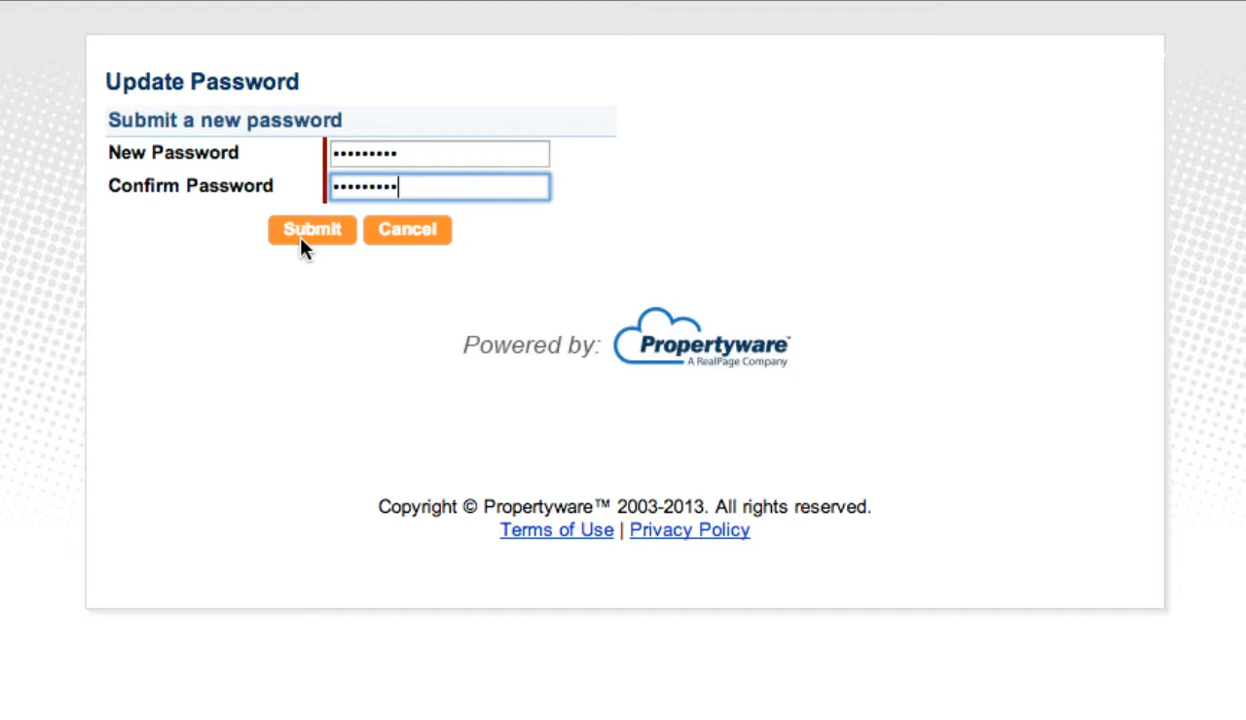 Update Password
Submit a new password
New Password •••••••••
Confirm Password •••••••••
Submit Cancel
Powered by: Propertyware™
A RealPage Company
Copyright © Propertyware™ 2003-2013. All rights reserved.
Terms of Use | Privacy Policy